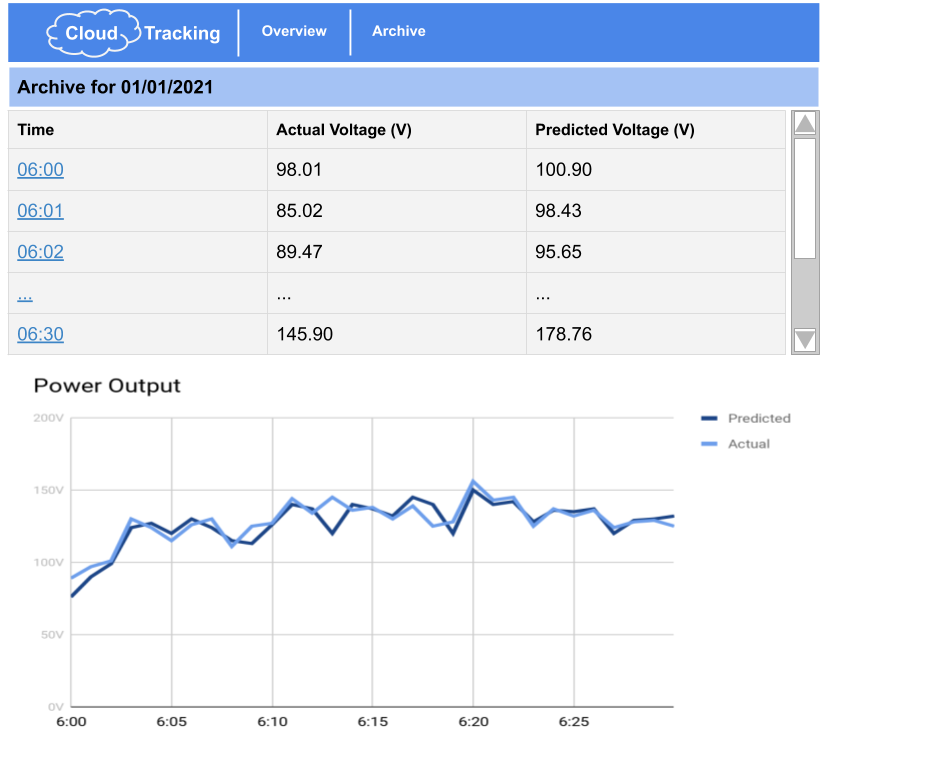 Cloud Tracking Overview Archive
Archive for 01/01/2021
Time Actual Voltage (V) Predicted Voltage (V)
06:00 98.01 100.90
06:01 85.02 98.43
06:02 89.47 95.65
... ... ...
06:30 145.90 178.76
Power Output
200V
150V
100V
50V
0V
6:00 6:05 6:10 6:15 6:20 6:25
Predicted
Actual